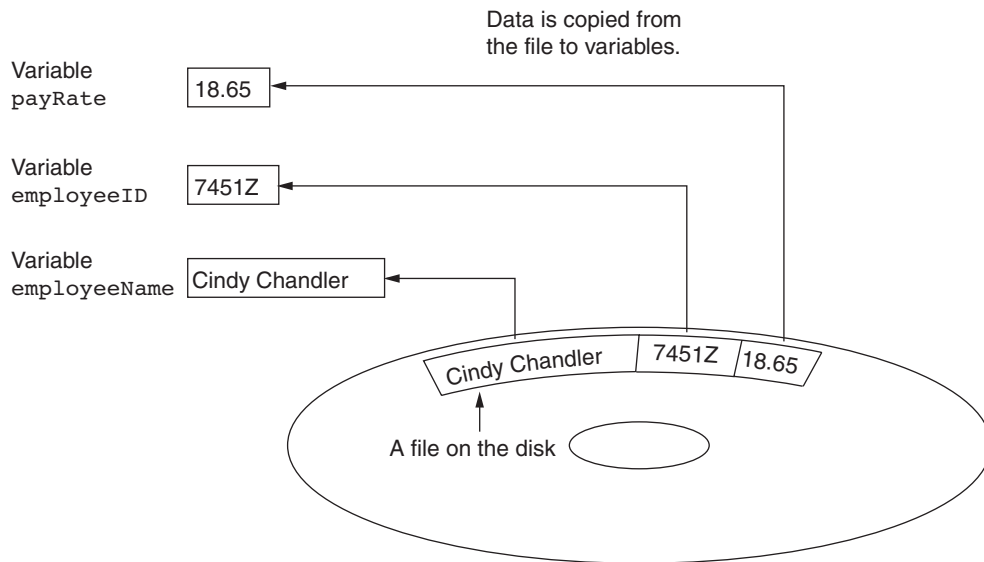 Data is copied from
the file to variables.
Variable
payRate
18.65
Variable
employeeID
7451Z
Variable
employeeName
Cindy Chandler
Cindy Chandler
7451Z
18.65
A file on the disk